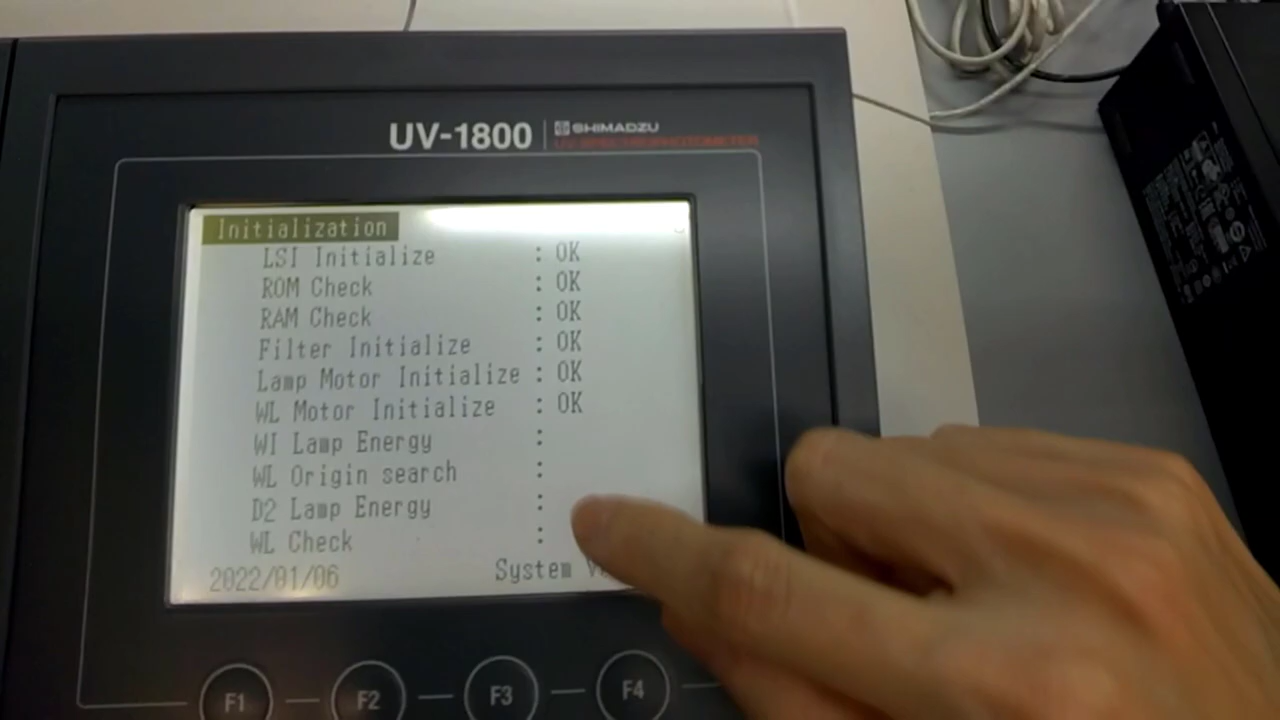 UV-1800 SHIMADZU
UV SPECTROPHOTOMETER
Initialization
LSI Initialize : OK
ROM Check : OK
RAM Check : OK
Filter Initialize : OK
Lamp Motor Initialize : OK
WL Motor Initialize : OK
WI Lamp Energy :
WL Origin search :
D2 Lamp Energy :
WL Check :
2022/01/06 System
F1 F2 F3 F4